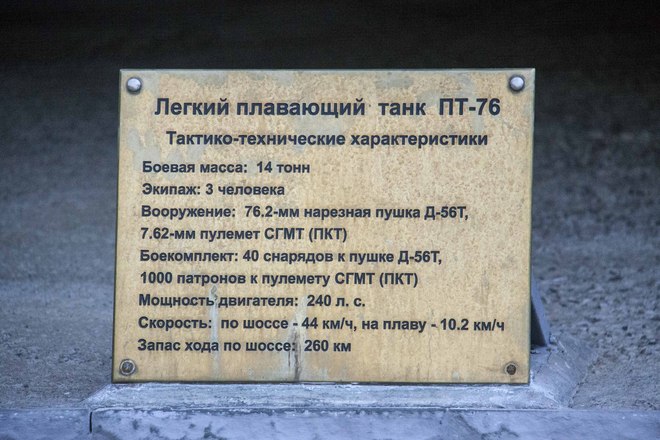 Легкий плавающий танк ПТ-76
Тактико-технические характеристики
Боевая масса: 14 тонн
Экипаж: 3 человека
Вооружение: 76.2-мм нарезная пушка Д-56Т,
7.62-мм пулемет СГМТ (ПКТ)
Боекомплект: 40 снарядов к пушке Д-56Т,
1000 патронов к пулемету СГМТ (ПКТ)
Мощность двигателя: 240 л. с.
Скорость: по шоссе - 44 км/ч, на плаву - 10.2 км/ч
Запас хода по шоссе: 260 км